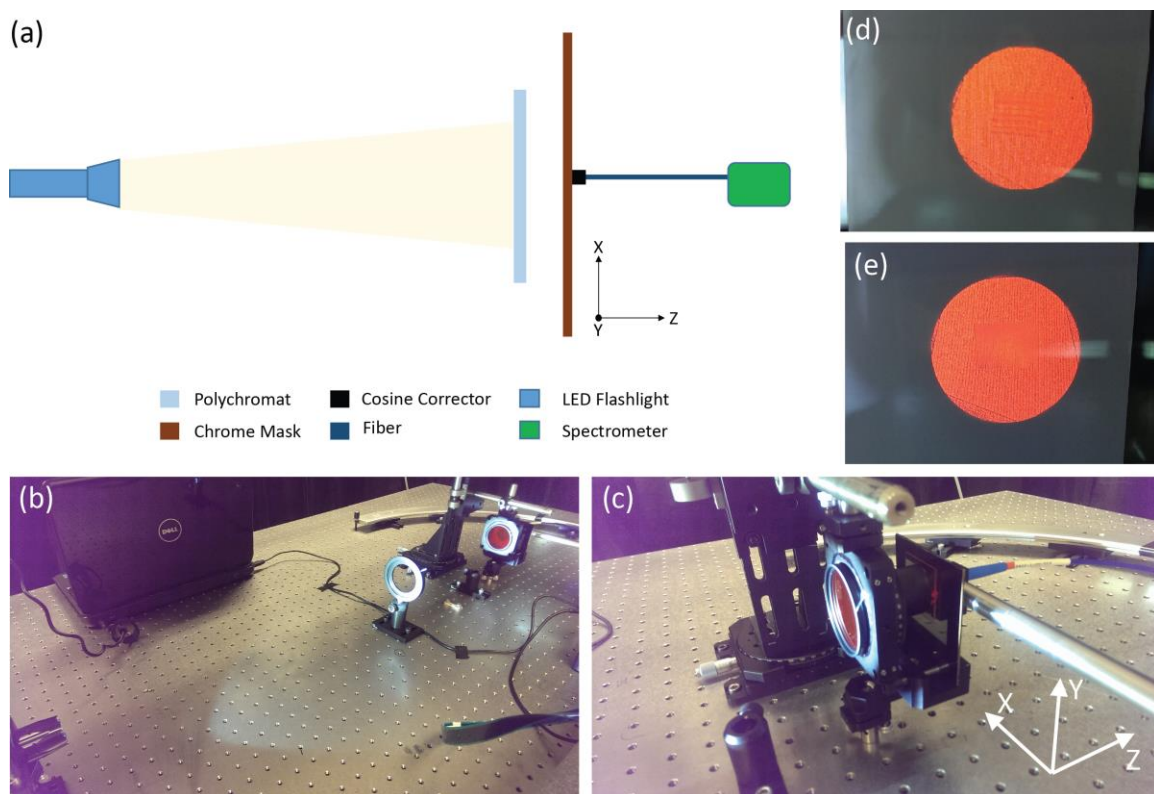 (a)
X
Y
Z
Polychromat
Cosine Corrector
LED Flashlight
Chrome Mask
Fiber
Spectrometer
(d)
(e)
(b)
DELL
(c)
X
Y
Z